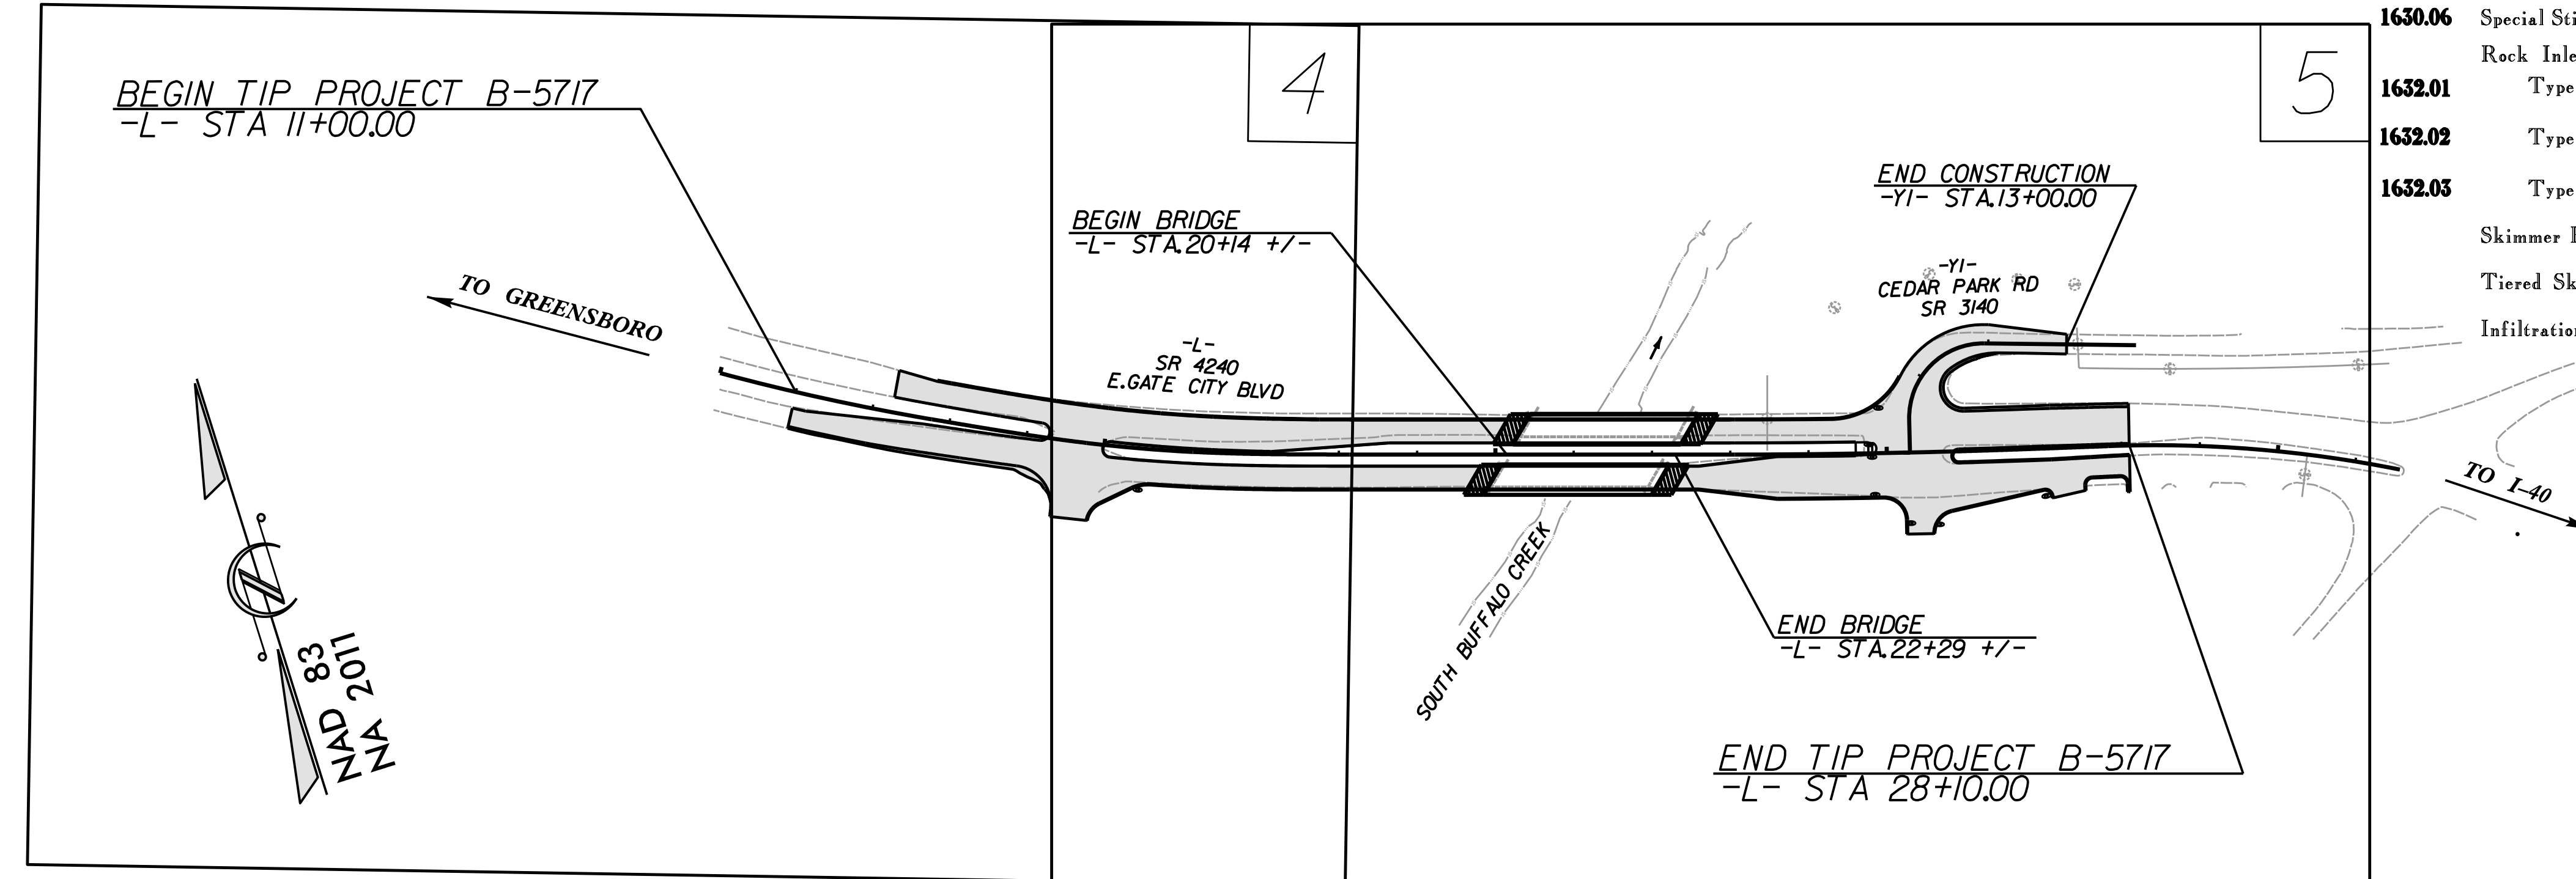 BEGIN TIP PROJECT B-5717
-L- STA 11+00.00
4
5
BEGIN BRIDGE
-L- STA.20+14 +/-
END CONSTRUCTION
-Y1- STA.13+00.00
TO GREENSBORO
-L-
SR 4240
E.GATE CITY BLVD
-Y1-
CEDAR PARK RD
SR 3140
SOUTH BUFFALO CREEK
END BRIDGE
-L- STA.22+29 +/-
END TIP PROJECT B-5717
-L- STA 28+10.00
TO I-40
NAD 83
NA 2011
1630.06 Special Sti
Rock Inle
1632.01 Type
1632.02 Type
1632.03 Type
Skimmer
Tiered Sk
Infiltration